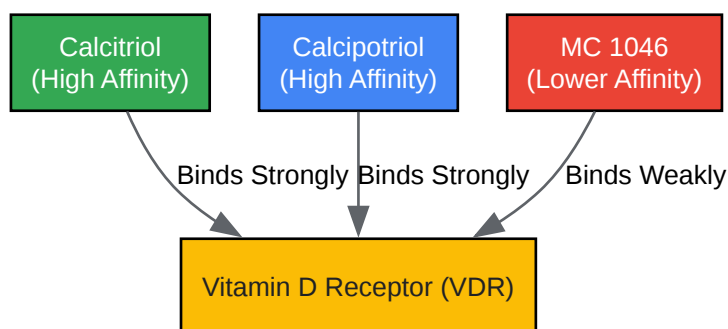 Calcitriol
(High Affinity)
Calcipotriol
(High Affinity)
MC 1046
(Lower Affinity)
Binds Strongly
Binds Strongly
Binds Weakly
Vitamin D Receptor (VDR)